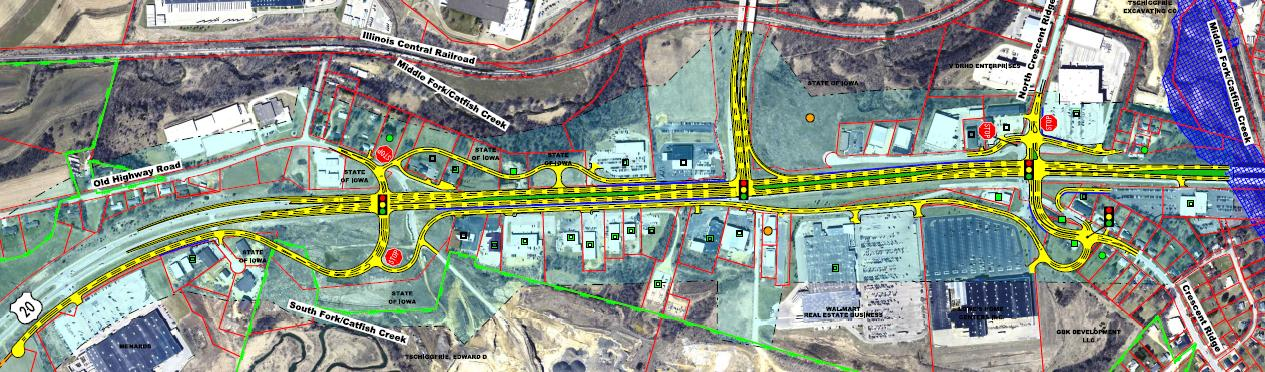 TSCHIGGFRIE
EXCAVATING CO
Illinois Central Railroad
North Crescent Ridge
Middle Fork/Catfish Creek
V DRHD ENTERPRISES
Middle Fork/Catfish Creek
STATE OF IOWA
STOP
STOP
STOP
STATE
OF IOWA
STATE
OF IOWA
Old Highway Road
STATE
OF IOWA
STATE
OF IOWA
STOP
20
STATE
OF IOWA
South Fork/Catfish Creek
WALMART
REAL ESTATE BUSINESS
GBK DEVELOPMENT
LLC
Crescent Ridge
MENARDS
TSCHIGGFRIE, EDWARD D